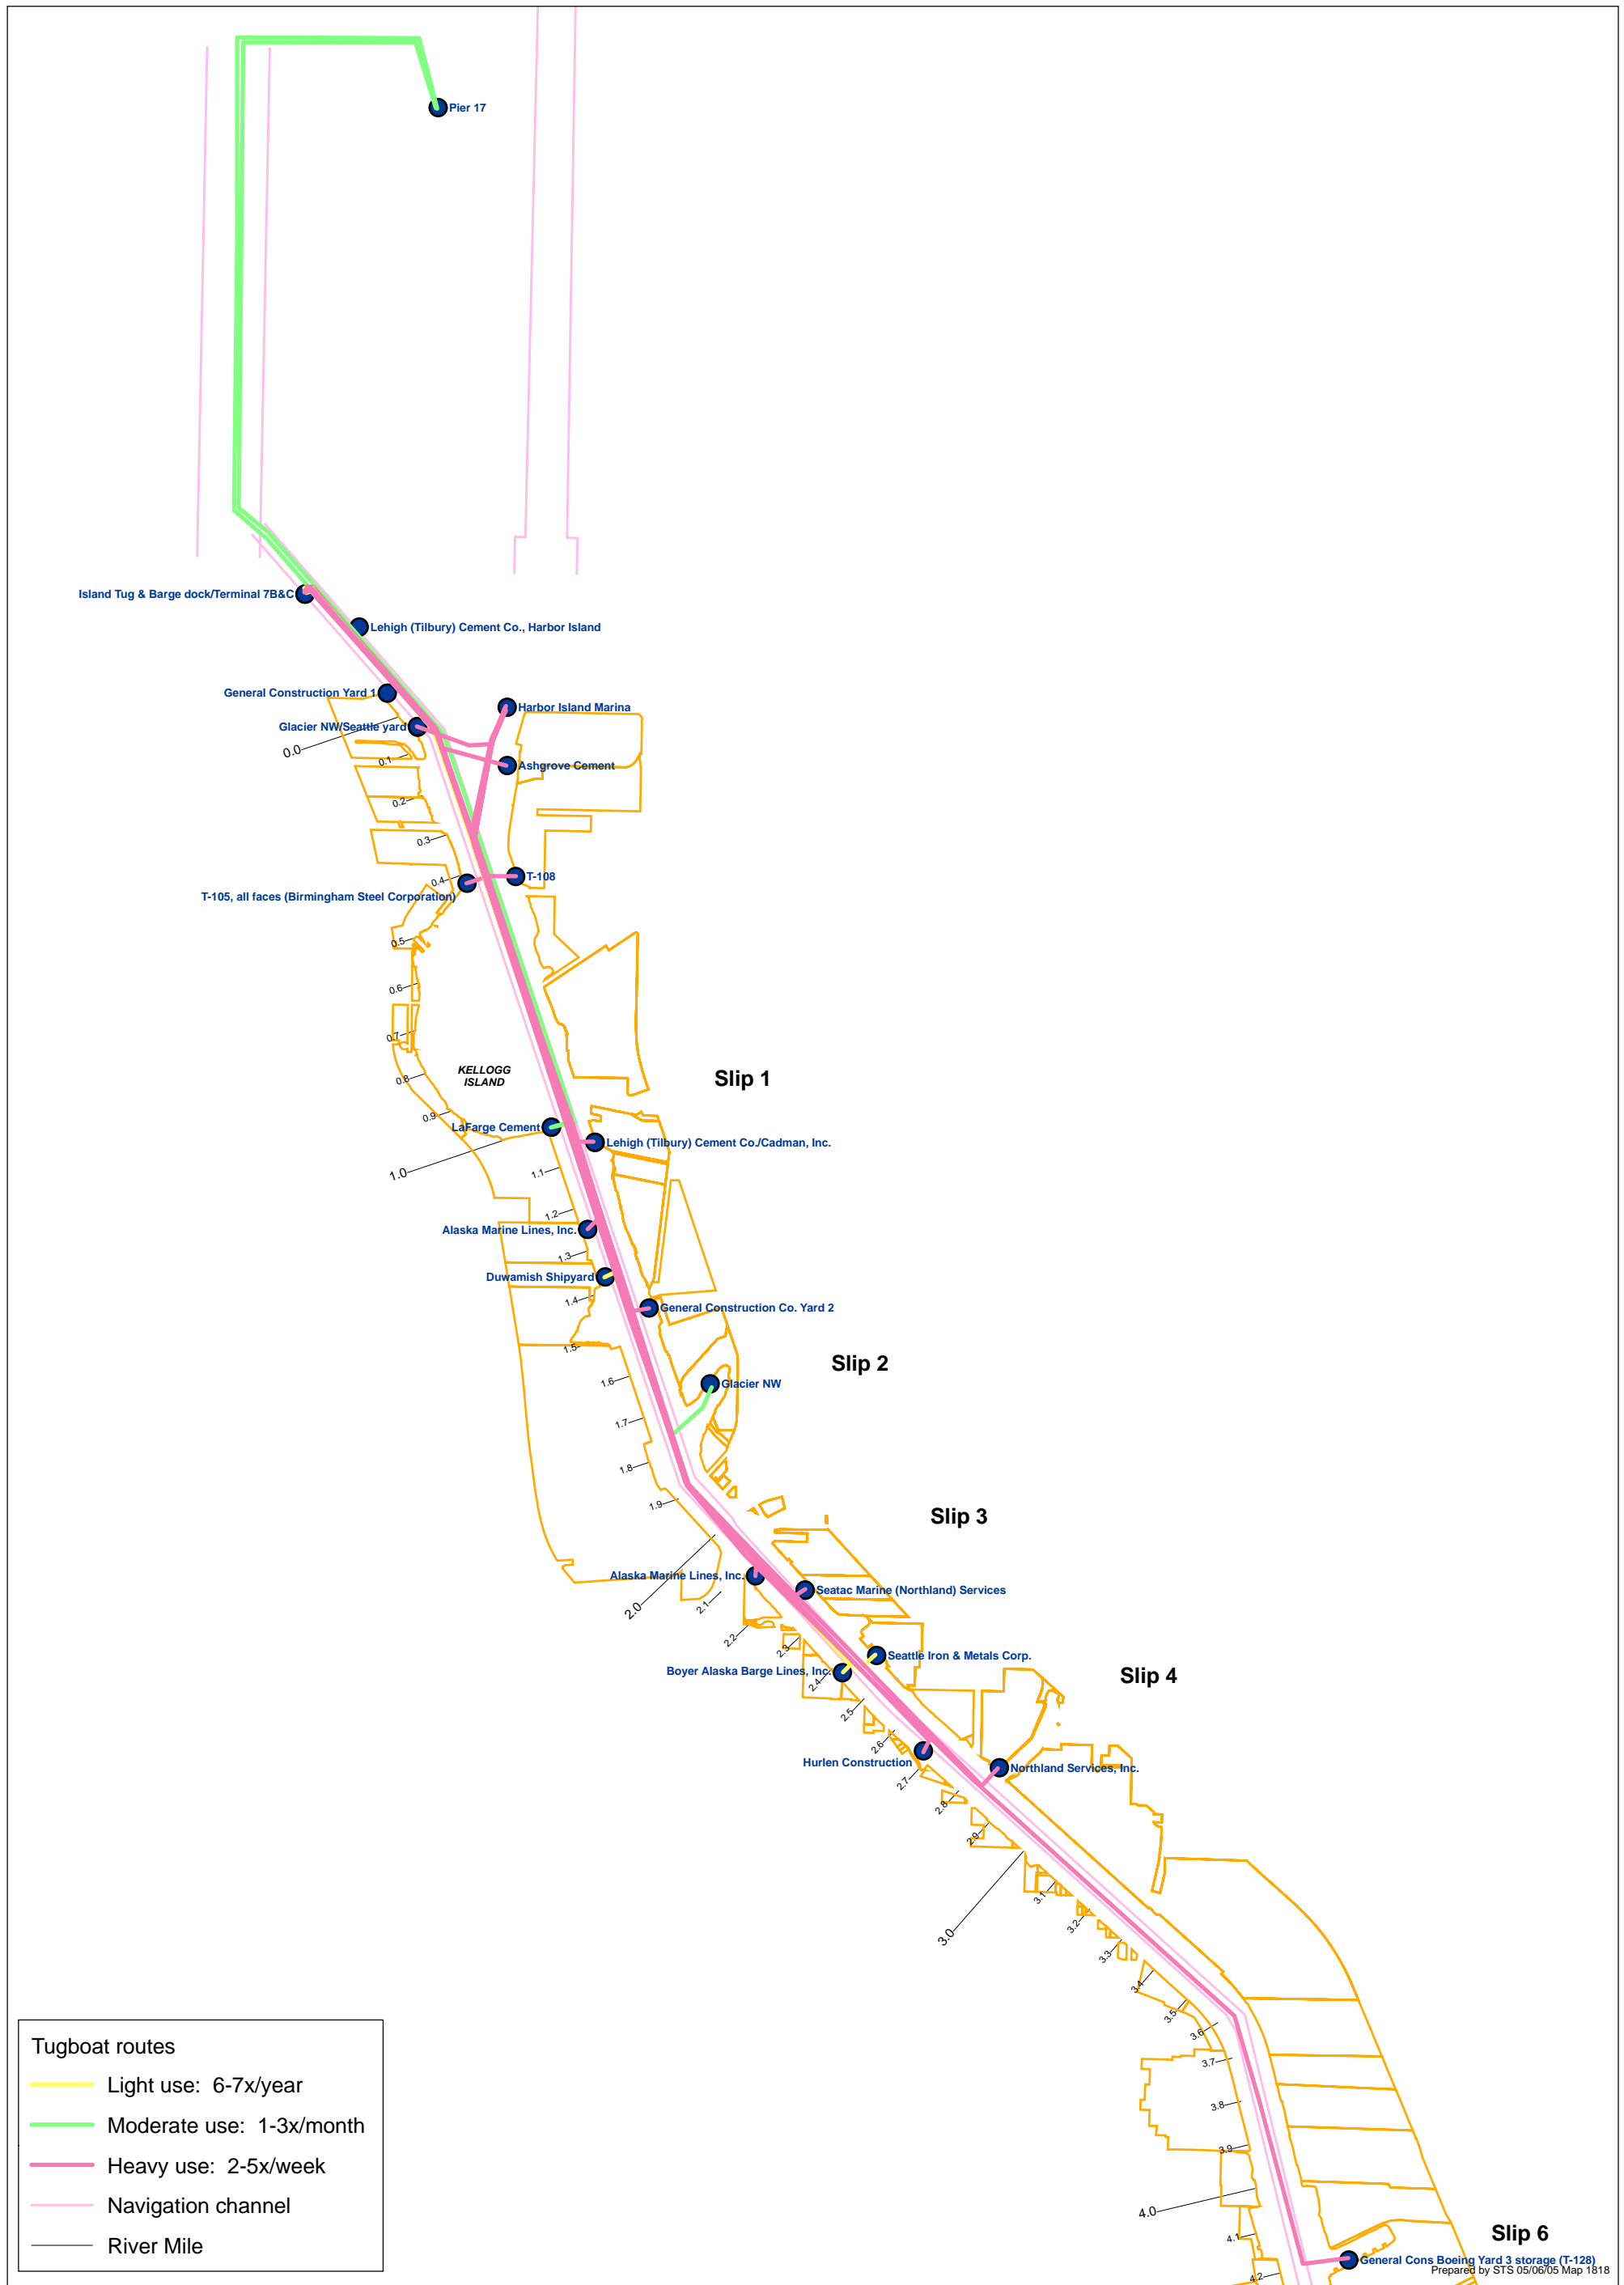 Pier 17
Island Tug & Barge dock/Terminal 7B&C
Lehigh (Tilbury) Cement Co., Harbor Island
General Construction Yard 1
Harbor Island Marina
Glacier NW/Seattle yard
0.0
0.1
Ashgrove Cement
0.2
0.3
0.4
T-108
T-105, all faces (Birmingham Steel Corporation)
0.5
0.6
0.7
KELLOGG
ISLAND
0.8
Slip 1
0.9
LaFarge Cement
Lehigh (Tilbury) Cement Co./Cadman, Inc.
1.0
1.1
1.2
Alaska Marine Lines, Inc.
1.3
Duwamish Shipyard
1.4
General Construction Co. Yard 2
1.5
Slip 2
1.6
Glacier NW
1.7
1.8
1.9
Slip 3
Alaska Marine Lines, Inc.
Seatac Marine (Northland) Services
2.0
2.1
2.2
2.3
Seattle Iron & Metals Corp.
Boyer Alaska Barge Lines, Inc.
2.4
Slip 4
2.5
2.6
Hurlen Construction
Northland Services, Inc.
2.7
2.8
2.9
3.0
3.1
3.2
3.3
3.4
3.5
3.6
3.7
3.8
3.9
4.0
4.1
Slip 6
General Cons Boeing Yard 3 storage (T-128)
4.2
Prepared by STS 05/06/05 Map 1818
Tugboat routes
Light use: 6-7x/year
Moderate use: 1-3x/month
Heavy use: 2-5x/week
Navigation channel
River Mile